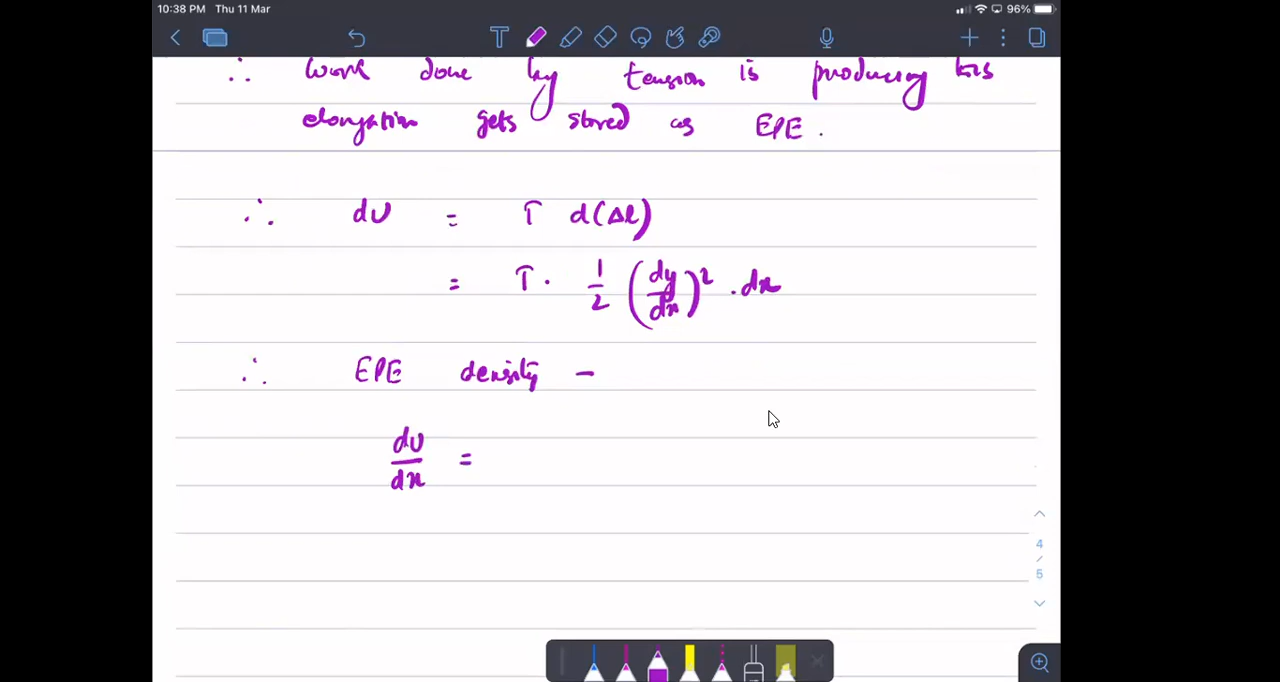 10:38 PM Thu 11 Mar
96%
∴ work done by tension is producing this
elongation gets stored as EPE.
∴ dU = T d(Δl)
= T · 1/2 (dy/dx)² . dx
∴ EPE density –
dU/dx =
4
/
5